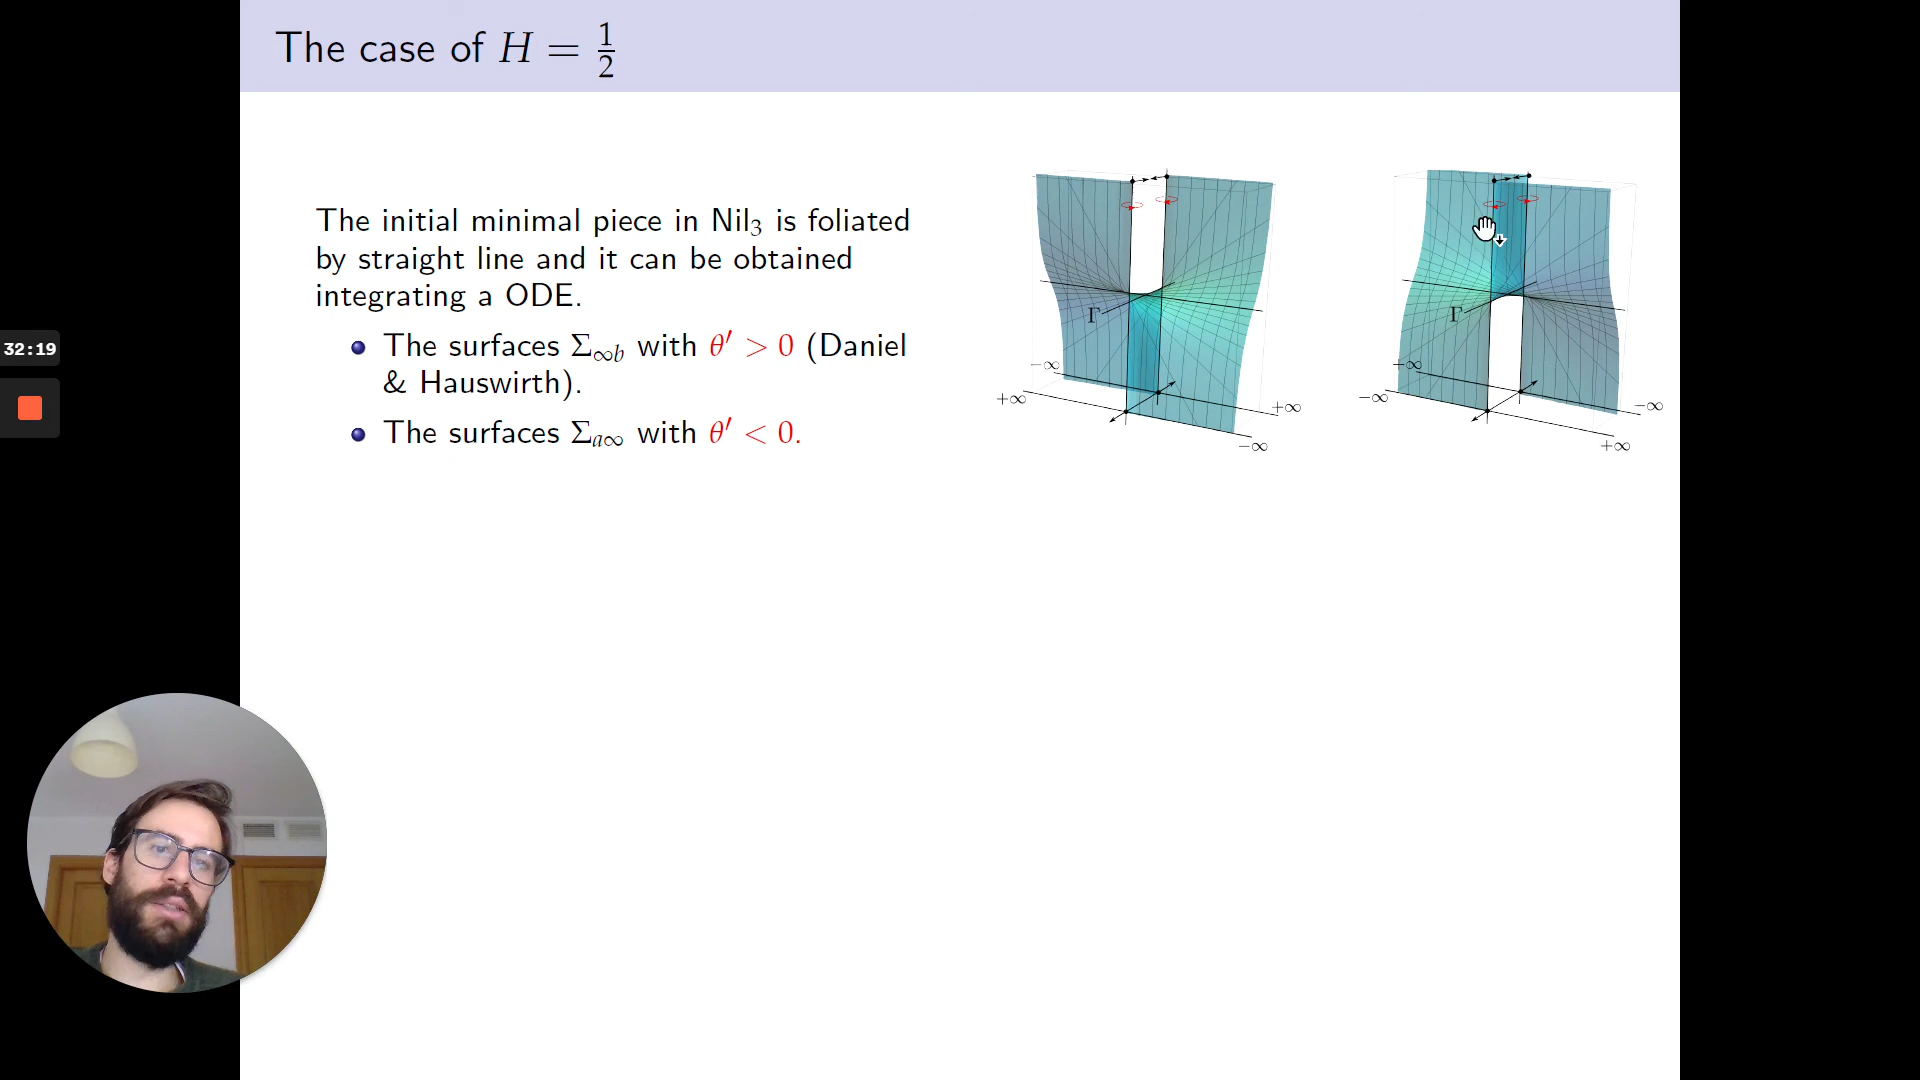 The case of H = 1/2
The initial minimal piece in Nil₃ is foliated
by straight line and it can be obtained
integrating a ODE.
The surfaces Σ∞b with θ′ > 0 (Daniel
& Hauswirth).
The surfaces Σa∞ with θ′ < 0.
Γ
−∞
+∞
+∞
−∞
Γ
+∞
−∞
−∞
+∞
32:19